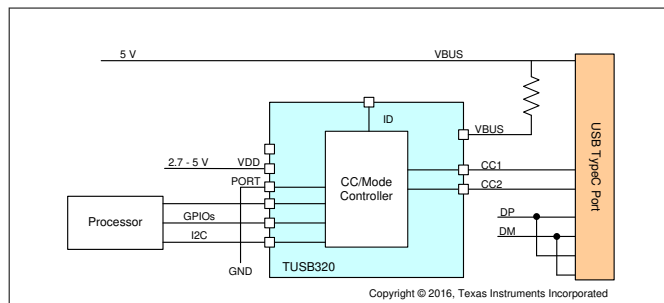 5 V
VBUS
ID
VBUS
2.7 - 5 V
VDD
PORT
CC/Mode
Controller
CC1
CC2
USB TypeC Port
Processor
GPIOs
I2C
DP
DM
GND
TUSB320
Copyright © 2016, Texas Instruments Incorporated